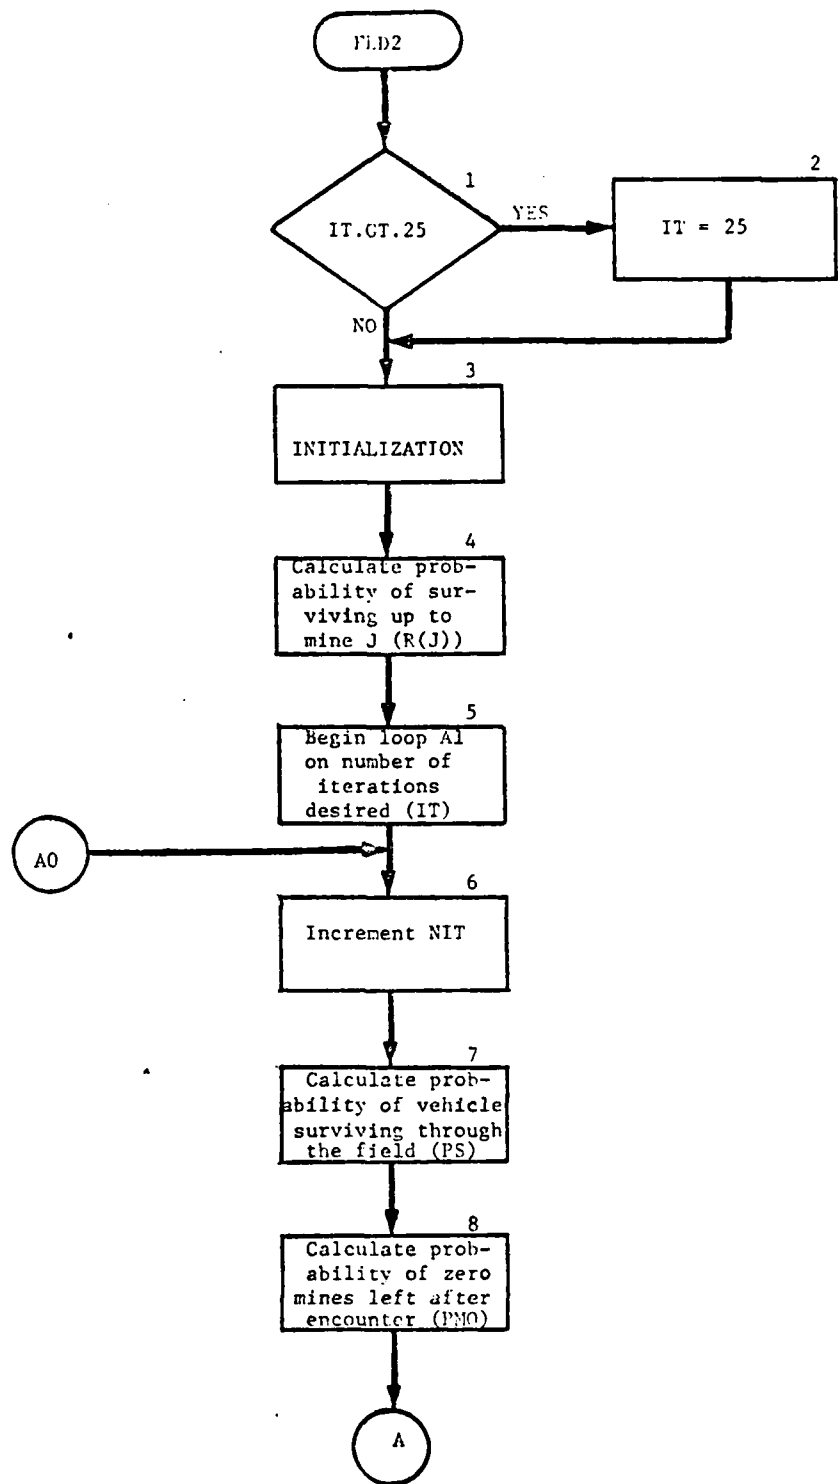 FLD2
1
IT.GT.25
YES
2
IT = 25
NO
3
INITIALIZATION
4
Calculate prob-
ability of sur-
viving up to
mine J (R(J))
5
Begin loop A1
on number of
iterations
desired (IT)
A0
6
Increment NIT
7
Calculate prob-
ability of vehicle
surviving through
the field (PS)
8
Calculate prob-
ability of zero
mines left after
encounter (PM0)
A